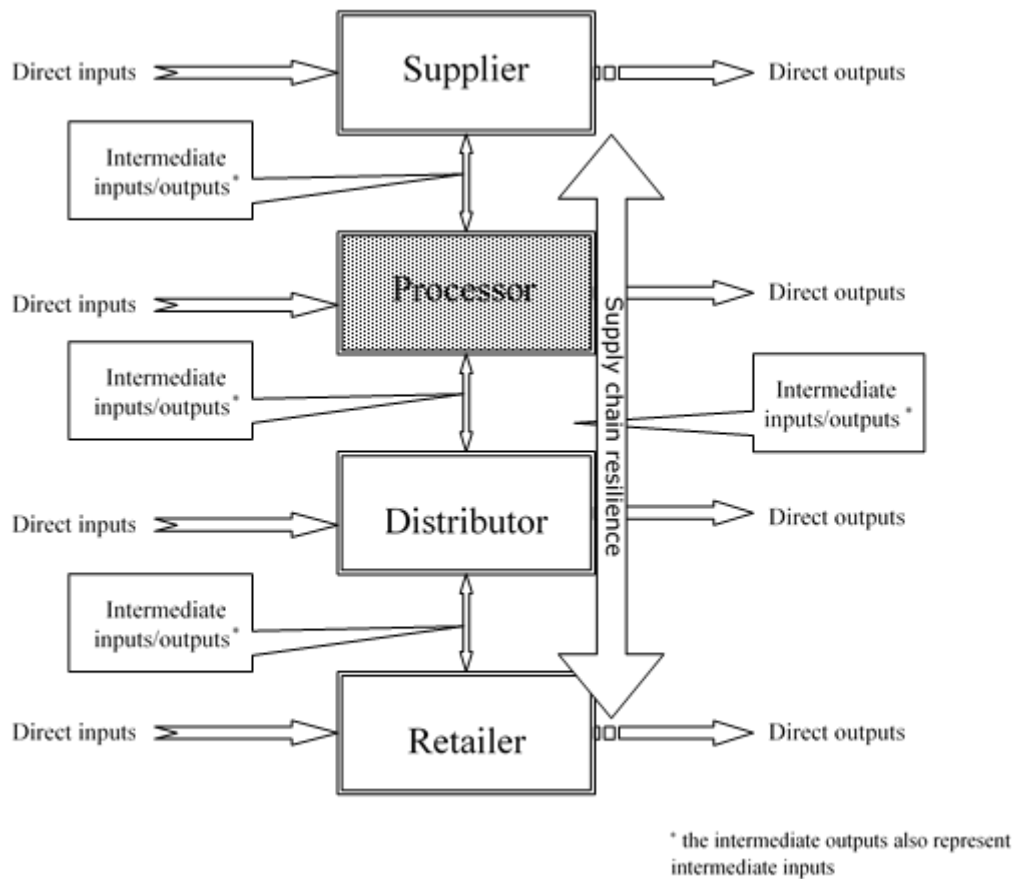 Direct inputs
Supplier
Direct outputs
Intermediate
inputs/outputs*
Direct inputs
Processor
Direct outputs
Supply chain resilience
Intermediate
inputs/outputs*
Intermediate
inputs/outputs*
Direct inputs
Distributor
Direct outputs
Intermediate
inputs/outputs*
Direct inputs
Retailer
Direct outputs
* the intermediate outputs also represent
intermediate inputs